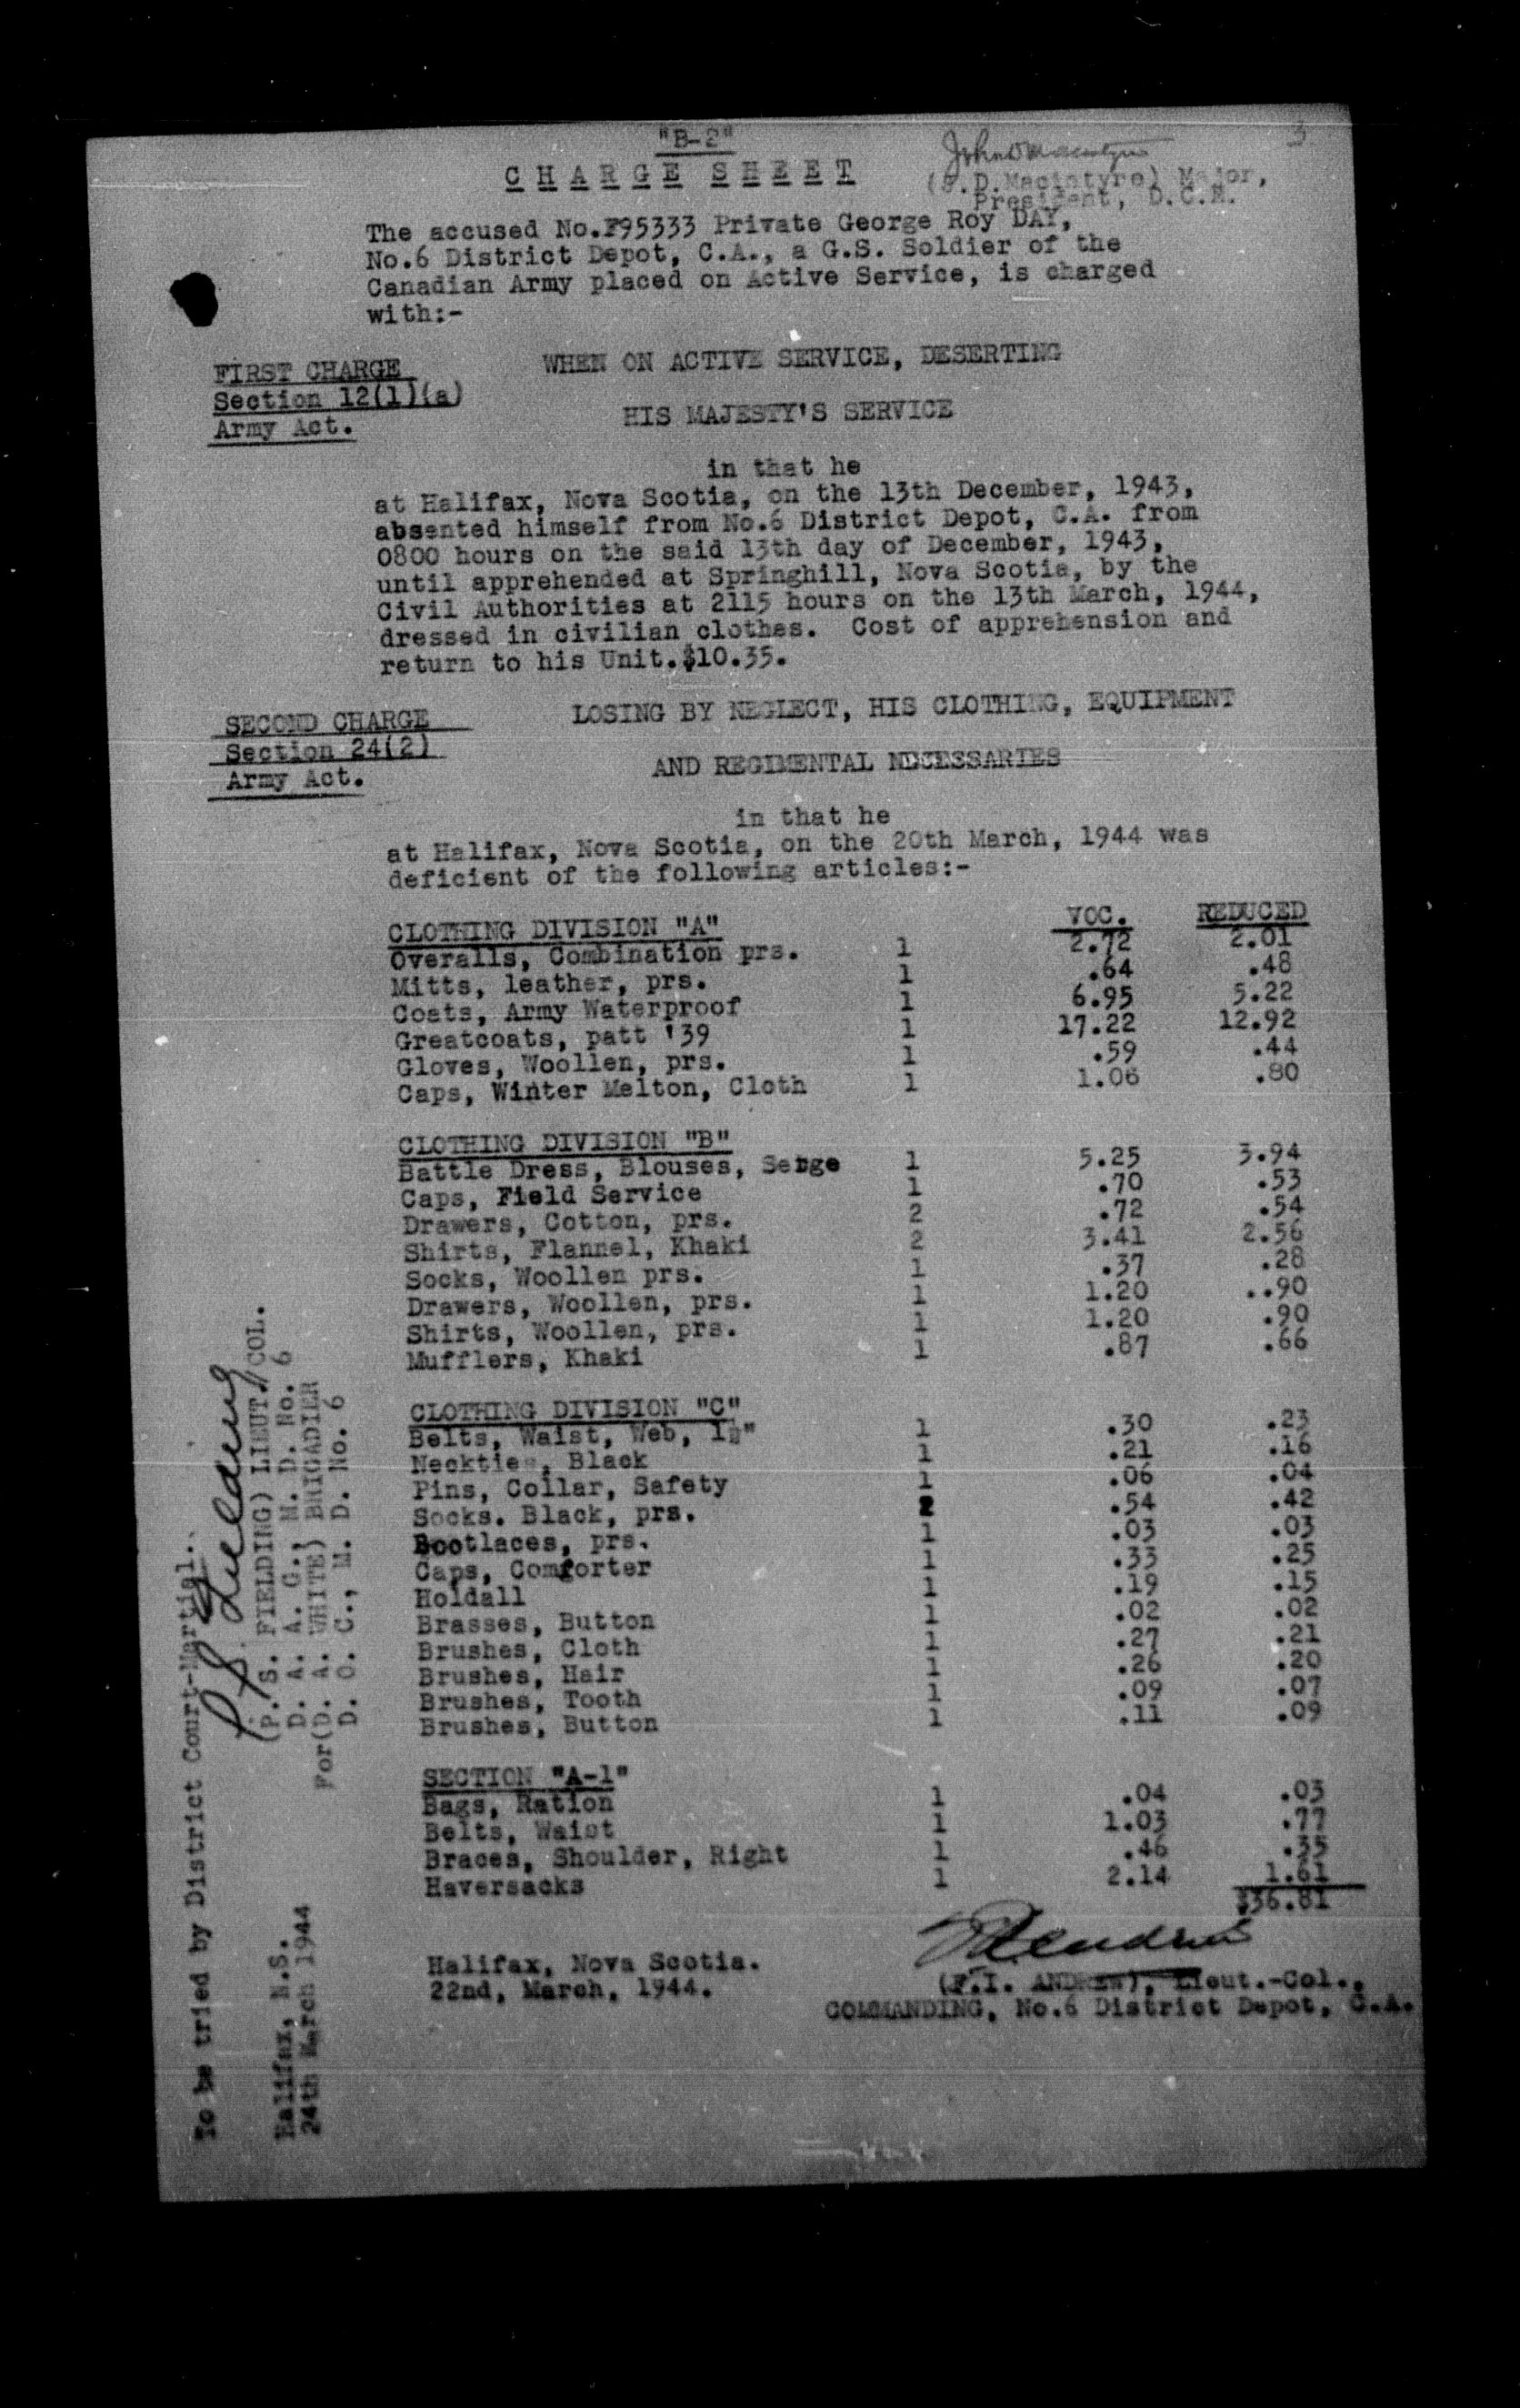 "B-2"
3
CHARGE SHEET
(J.D.Macintyre) Major,
President, D.C.M.
The accused No.F95333 Private George Roy DAY,
No.6 District Depot, C.A., a G.S. Soldier of the
Canadian Army placed on Active Service, is charged
with:-
FIRST CHARGE
Section 12(1)(a)
Army Act.
WHEN ON ACTIVE SERVICE, DESERTING
HIS MAJESTY'S SERVICE
in that he
at Halifax, Nova Scotia, on the 13th December, 1943,
absented himself from No.6 District Depot, C.A. from
0800 hours on the said 13th day of December, 1943,
until apprehended at Springhill, Nova Scotia, by the
Civil Authorities at 2115 hours on the 13th March, 1944,
dressed in civilian clothes. Cost of apprehension and
return to his Unit.$10.35.
SECOND CHARGE
Section 24(2)
Army Act.
LOSING BY NEGLECT, HIS CLOTHING, EQUIPMENT
AND REGIMENTAL NECESSARIES
in that he
at Halifax, Nova Scotia, on the 20th March, 1944 was
deficient of the following articles:-
CLOTHING DIVISION "A" VOC. REDUCED
Overalls, Combination prs. 1 2.72 2.01
Mitts, leather, prs. 1 .64 .48
Coats, Army Waterproof 1 6.95 5.22
Greatcoats, patt '39 1 17.22 12.92
Gloves, Woollen, prs. 1 .59 .44
Caps, Winter Melton, Cloth 1 1.06 .80
CLOTHING DIVISION "B"
Battle Dress, Blouses, Serge 1 5.25 3.94
Caps, Field Service 1 .70 .53
Drawers, Cotton, prs. 2 .72 .54
Shirts, Flannel, Khaki 2 3.41 2.56
Socks, Woollen prs. 1 .37 .28
Drawers, Woollen, prs. 1 1.20 ..90
Shirts, Woollen, prs. 1 1.20 .90
Mufflers, Khaki 1 .87 .66
CLOTHING DIVISION "C"
Belts, Waist, Web, 1½" 1 .30 .23
Neckties, Black 1 .21 .16
Pins, Collar, Safety 1 .06 .04
Socks. Black, prs. 2 .54 .42
Bootlaces, prs. 1 .03 .03
Caps, Comforter 1 .33 .25
Holdall 1 .19 .15
Brasses, Button 1 .02 .02
Brushes, Cloth 1 .27 .21
Brushes, Hair 1 .26 .20
Brushes, Tooth 1 .09 .07
Brushes, Button 1 .11 .09
SECTION "A-1"
Bags, Ration 1 .04 .03
Belts, Waist 1 1.03 .77
Braces, Shoulder, Right 1 .46 .35
Haversacks 1 2.14 1.61
$36.81
Halifax, Nova Scotia.
22nd, March, 1944.
(F.I. ANDREW), Lieut.-Col.,
COMMANDING, No.6 District Depot, C.A.
To be tried by District Court-Martial..
P S Fielding
(P. S. FIELDING) LIEUT. COL.
D. A. A. G., M. D. No. 6
For(D. A. WHITE) BRIGADIER
D. O. C., M. D. No. 6
Halifax, N.S.
24th March 1944